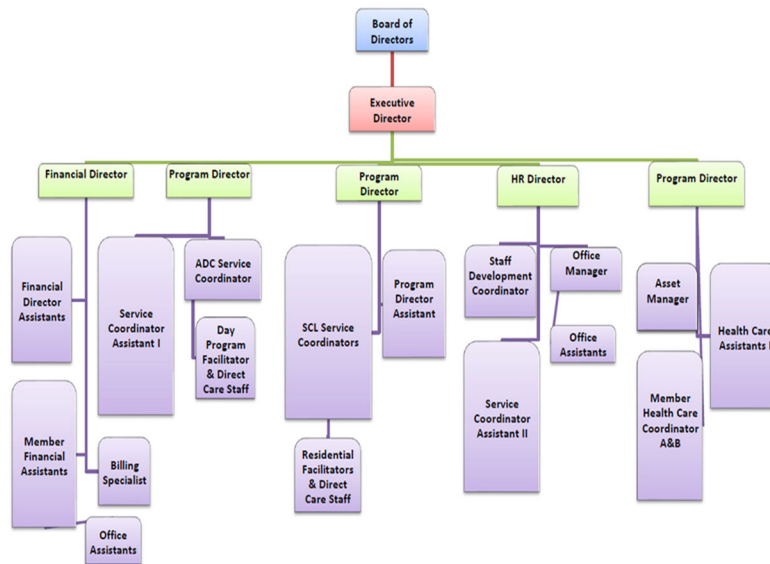 Board of
Directors
Executive
Director
Financial Director
Program Director
Program
Director
HR Director
Program Director
Financial
Director
Assistants
Member
Financial
Assistants
Billing
Specialist
Office
Assistants
Service
Coordinator
Assistant I
ADC Service
Coordinator
Day
Program
Facilitator
& Direct
Care Staff
SCL Service
Coordinators
Program
Director
Assistant
Residential
Facilitators
& Direct
Care Staff
Staff
Development
Coordinator
Office
Manager
Office
Assistants
Service
Coordinator
Assistant II
Asset
Manager
Health Care
Assistants
Member
Health Care
Coordinator
A&B